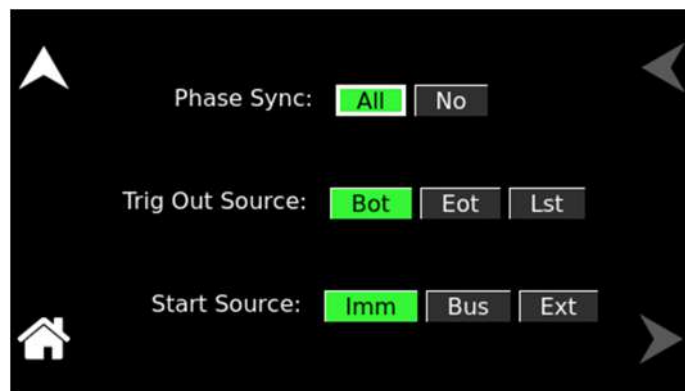 Phase Sync: All No
Trig Out Source: Bot Eot Lst
Start Source: Imm Bus Ext